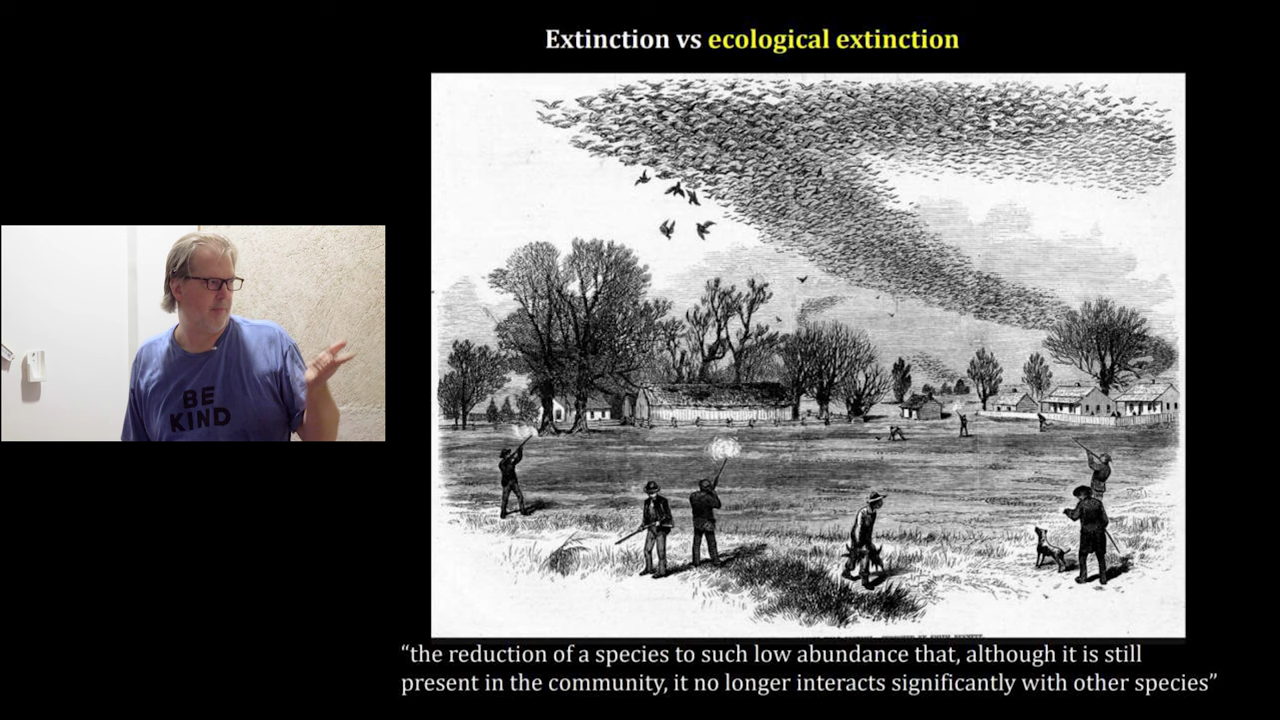 Extinction vs ecological extinction
BE
KIND
“the reduction of a species to such low abundance that, although it is still
present in the community, it no longer interacts significantly with other species”